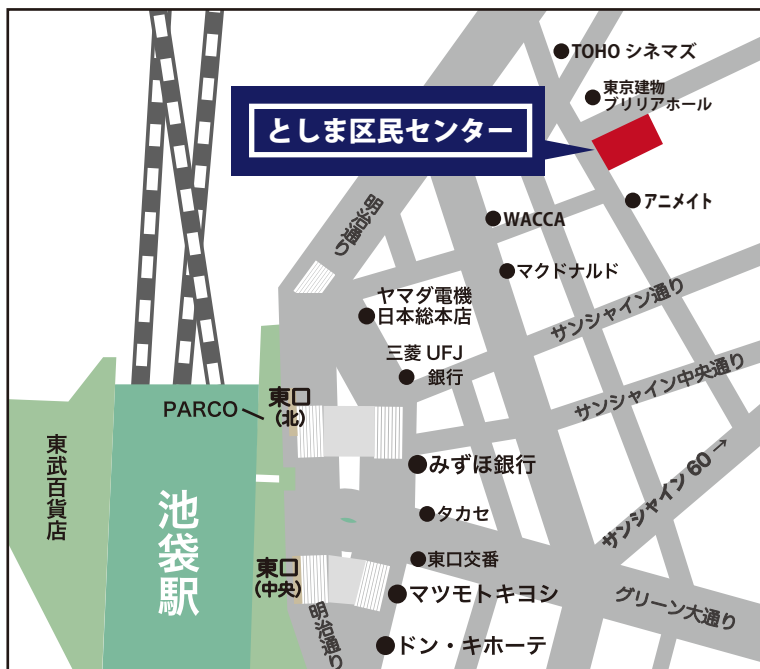 TOHO シネマズ
東京建物
ブリリアホール
としま区民センター
アニメイト
明治通り
WACCA
マクドナルド
ヤマダ電機
日本総本店
サンシャイン通り
三菱 UFJ
銀行
サンシャイン中央通り
PARCO
東口
(北)
東武百貨店
みずほ銀行
サンシャイン 60 →
池袋駅
タカセ
東口交番
東口
(中央)
マツモトキヨシ
グリーン大通り
明治通り
ドン・キホーテ